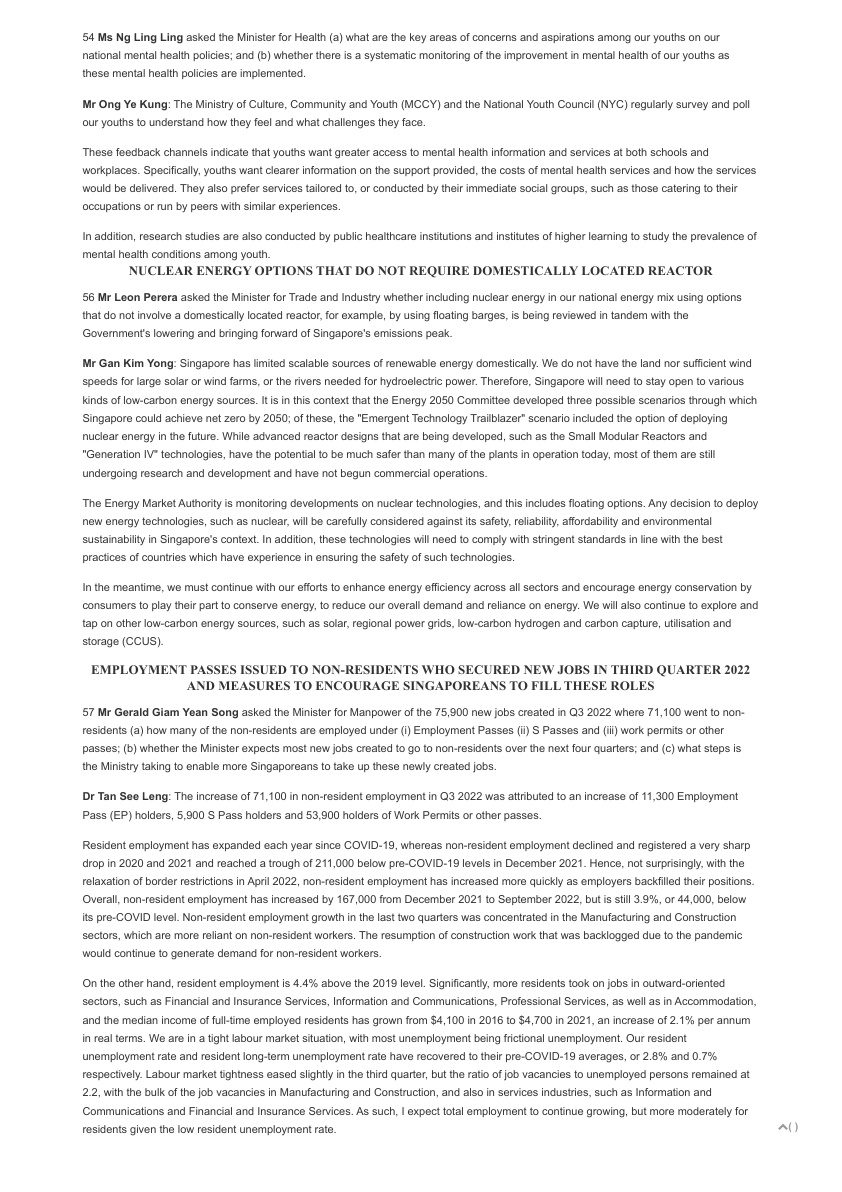 54 Ms Ng Ling Ling asked the Minister for Health (a) what are the key areas of concerns and aspirations among our youths on our
national mental health policies; and (b) whether there is a systematic monitoring of the improvement in mental health of our youths as
these mental health policies are implemented.
Mr Ong Ye Kung: The Ministry of Culture, Community and Youth (MCCY) and the National Youth Council (NYC) regularly survey and poll
our youths to understand how they feel and what challenges they face.
These feedback channels indicate that youths want greater access to mental health information and services at both schools and
workplaces. Specifically, youths want clearer information on the support provided, the costs of mental health services and how the services
would be delivered. They also prefer services tailored to, or conducted by their immediate social groups, such as those catering to their
occupations or run by peers with similar experiences.
In addition, research studies are also conducted by public healthcare institutions and institutes of higher learning to study the prevalence of
mental health conditions among youth.
NUCLEAR ENERGY OPTIONS THAT DO NOT REQUIRE DOMESTICALLY LOCATED REACTOR
56 Mr Leon Perera asked the Minister for Trade and Industry whether including nuclear energy in our national energy mix using options
that do not involve a domestically located reactor, for example, by using floating barges, is being reviewed in tandem with the
Government's lowering and bringing forward of Singapore's emissions peak.
Mr Gan Kim Yong: Singapore has limited scalable sources of renewable energy domestically. We do not have the land nor sufficient wind
speeds for large solar or wind farms, or the rivers needed for hydroelectric power. Therefore, Singapore will need to stay open to various
kinds of low-carbon energy sources. It is in this context that the Energy 2050 Committee developed three possible scenarios through which
Singapore could achieve net zero by 2050; of these, the "Emergent Technology Trailblazer" scenario included the option of deploying
nuclear energy in the future. While advanced reactor designs that are being developed, such as the Small Modular Reactors and
"Generation IV" technologies, have the potential to be much safer than many of the plants in operation today, most of them are still
undergoing research and development and have not begun commercial operations.
The Energy Market Authority is monitoring developments on nuclear technologies, and this includes floating options. Any decision to deploy
new energy technologies, such as nuclear, will be carefully considered against its safety, reliability, affordability and environmental
sustainability in Singapore's context. In addition, these technologies will need to comply with stringent standards in line with the best
practices of countries which have experience in ensuring the safety of such technologies.
In the meantime, we must continue with our efforts to enhance energy efficiency across all sectors and encourage energy conservation by
consumers to play their part to conserve energy, to reduce our overall demand and reliance on energy. We will also continue to explore and
tap on other low-carbon energy sources, such as solar, regional power grids, low-carbon hydrogen and carbon capture, utilisation and
storage (CCUS).
EMPLOYMENT PASSES ISSUED TO NON-RESIDENTS WHO SECURED NEW JOBS IN THIRD QUARTER 2022
AND MEASURES TO ENCOURAGE SINGAPOREANS TO FILL THESE ROLES
57 Mr Gerald Giam Yean Song asked the Minister for Manpower of the 75,900 new jobs created in Q3 2022 where 71,100 went to non-
residents (a) how many of the non-residents are employed under (i) Employment Passes (ii) S Passes and (iii) work permits or other
passes; (b) whether the Minister expects most new jobs created to go to non-residents over the next four quarters; and (c) what steps is
the Ministry taking to enable more Singaporeans to take up these newly created jobs.
Dr Tan See Leng: The increase of 71,100 in non-resident employment in Q3 2022 was attributed to an increase of 11,300 Employment
Pass (EP) holders, 5,900 S Pass holders and 53,900 holders of Work Permits or other passes.
Resident employment has expanded each year since COVID-19, whereas non-resident employment declined and registered a very sharp
drop in 2020 and 2021 and reached a trough of 211,000 below pre-COVID-19 levels in December 2021. Hence, not surprisingly, with the
relaxation of border restrictions in April 2022, non-resident employment has increased more quickly as employers backfilled their positions.
Overall, non-resident employment has increased by 167,000 from December 2021 to September 2022, but is still 3.9%, or 44,000, below
its pre-COVID level. Non-resident employment growth in the last two quarters was concentrated in the Manufacturing and Construction
sectors, which are more reliant on non-resident workers. The resumption of construction work that was backlogged due to the pandemic
would continue to generate demand for non-resident workers.
On the other hand, resident employment is 4.4% above the 2019 level. Significantly, more residents took on jobs in outward-oriented
sectors, such as Financial and Insurance Services, Information and Communications, Professional Services, as well as in Accommodation,
and the median income of full-time employed residents has grown from $4,100 in 2016 to $4,700 in 2021, an increase of 2.1% per annum
in real terms. We are in a tight labour market situation, with most unemployment being frictional unemployment. Our resident
unemployment rate and resident long-term unemployment rate have recovered to their pre-COVID-19 averages, or 2.8% and 0.7%
respectively. Labour market tightness eased slightly in the third quarter, but the ratio of job vacancies to unemployed persons remained at
2.2, with the bulk of the job vacancies in Manufacturing and Construction, and also in services industries, such as Information and
Communications and Financial and Insurance Services. As such, I expect total employment to continue growing, but more moderately for
residents given the low resident unemployment rate.
( )